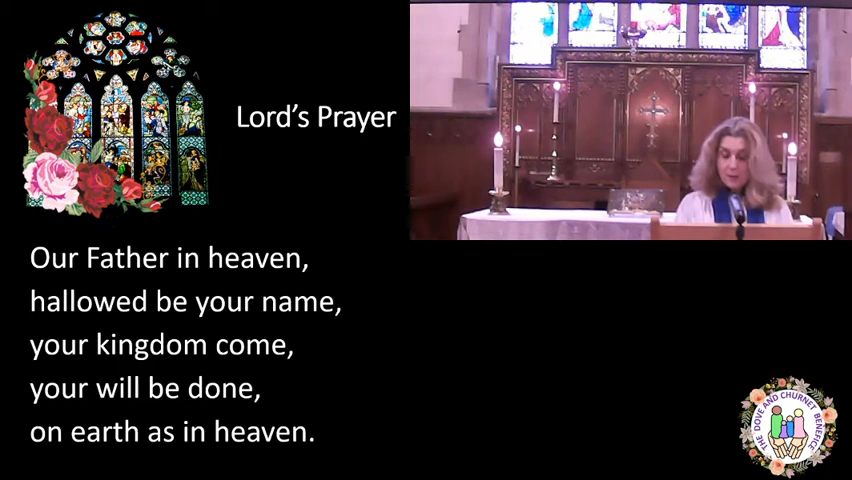 Lord's Prayer
Our Father in heaven,
hallowed be your name,
your kingdom come,
your will be done,
on earth as in heaven.
THE DOVE AND CHURNET BENEFICE